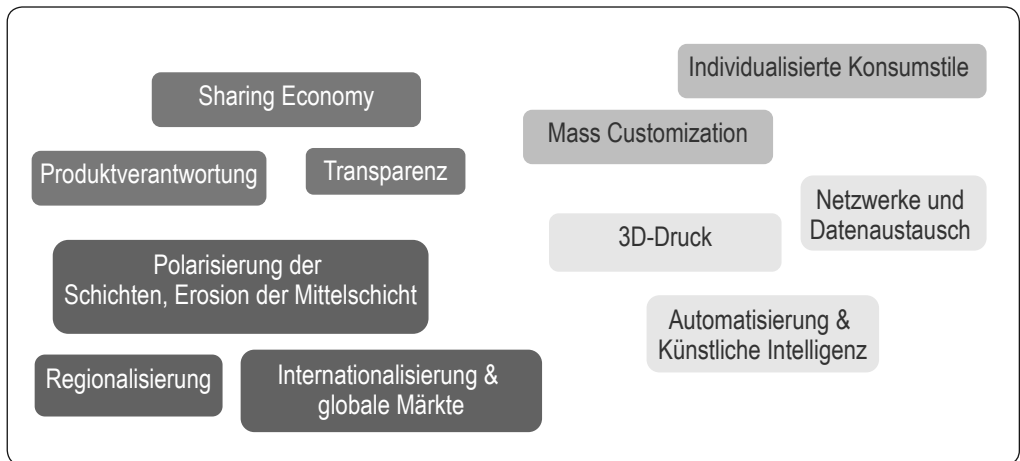 Individualisierte Konsumstile
Sharing Economy
Mass Customization
Produktverantwortung
Transparenz
Netzwerke und
Datenaustausch
3D-Druck
Polarisierung der
Schichten, Erosion der Mittelschicht
Automatisierung &
Künstliche Intelligenz
Regionalisierung
Internationalisierung &
globale Märkte